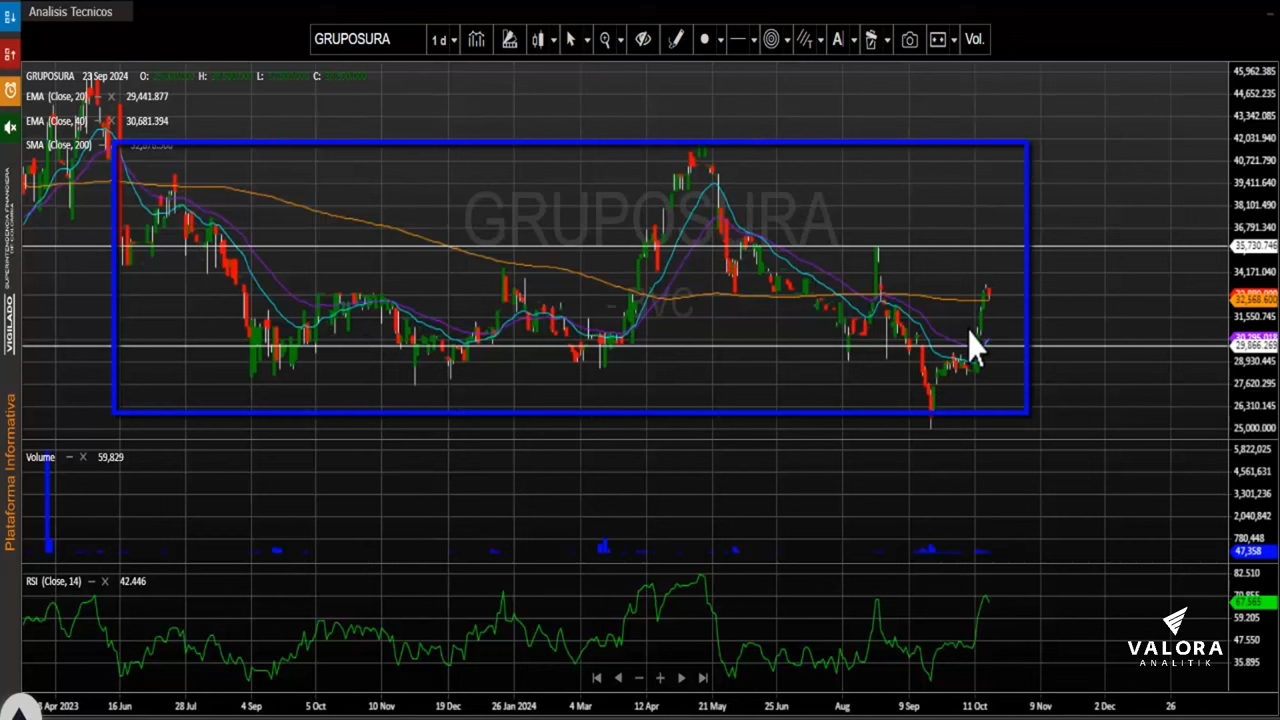 Analisis Tecnicos
GRUPOSURA
1 d
A
Vol.
GRUPOSURA 23 Sep 2024 O: H: L: C:
EMA (Close, 20) 29,441.877
EMA (Close, 40) 30,681.394
SMA (Close, 200)
GRUPOSURA
45,962.385
44,652.235
43,342.085
42,031.940
40,721.790
39,411.640
38,101.490
36,791.340
35,730.746
34,171.040
32,568.600
31,550.745
29,866.269
28,930.445
27,620.295
26,310.145
25,000.000
Volume 59,829
5,822,025
4,561,631
3,301,236
2,040,842
780,448
47,358
RSI (Close, 14) 42.446
82.510
70.855
67.565
59.205
47.550
35.895
Apr 2023 16 Jun 28 Jul 4 Sep 5 Oct 9 Nov 19 Dec 26 Jan 2024 4 Mar 12 Apr 21 May 25 Jun Aug 9 Sep 11 Oct 9 Nov 2 Dec 26
VIGILADO
Plataforma Informativa
VALORA
ANALITIK